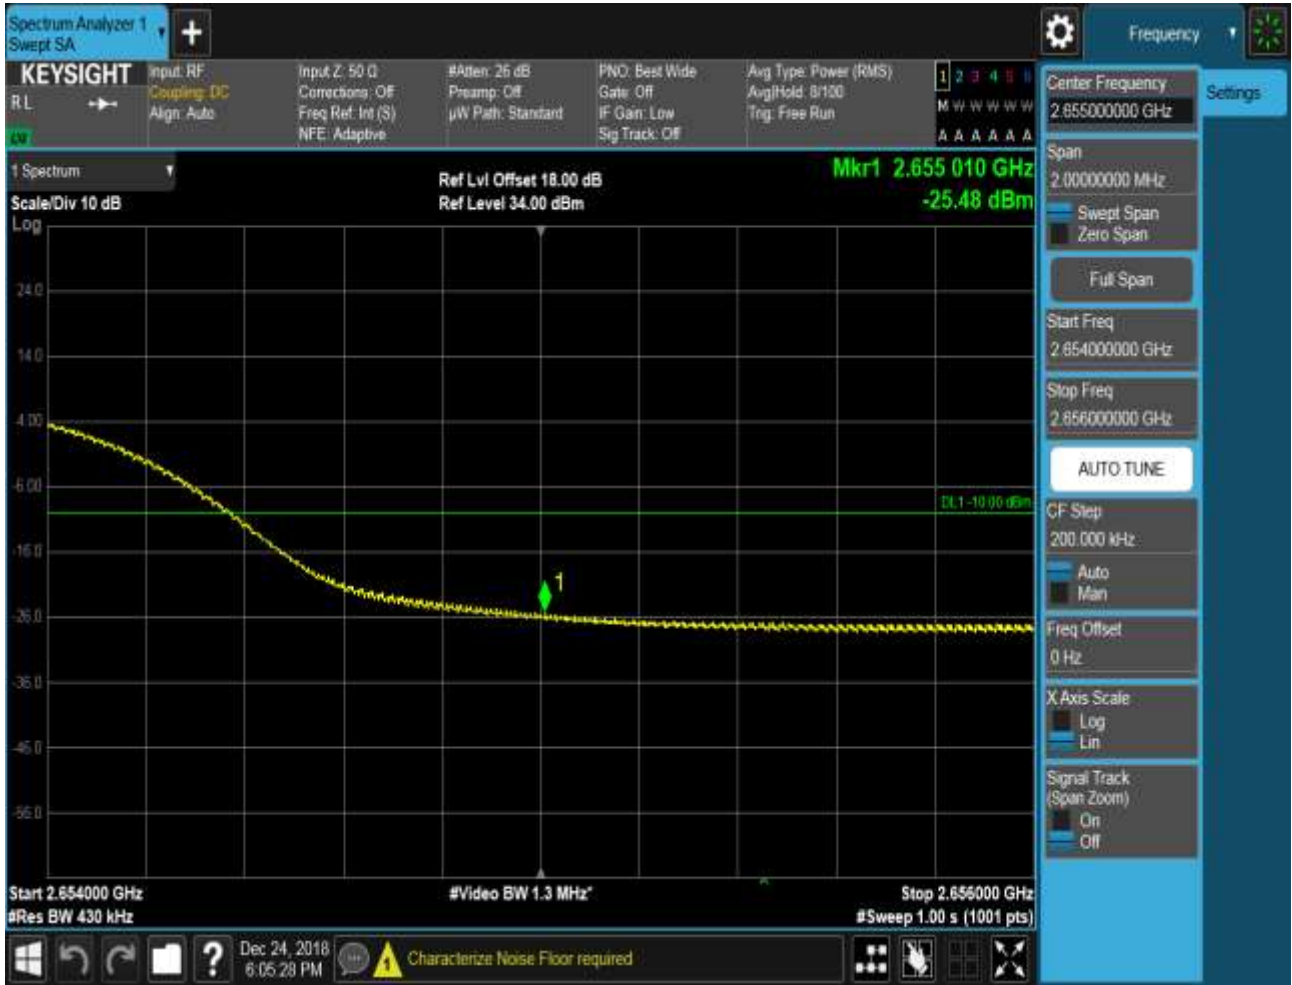 Spectrum Analyzer 1
Swept SA
Frequency
KEYSIGHT
R L
Input: RF
Coupling: DC
Align: Auto
Input Z: 50 Ω
Corrections: Off
Freq Ref: Int (S)
NFE: Adaptive
#Atten: 26 dB
Preamp: Off
µW Path: Standard
PNO: Best Wide
Gate: Off
IF Gain: Low
Sig Track: Off
Avg Type: Power (RMS)
Avg|Hold: 8/100
Trig: Free Run
1 2 3 4 5 6
M W W W W W
A A A A A A
1 Spectrum
Scale/Div 10 dB
Log
Ref Lvl Offset 18.00 dB
Ref Level 34.00 dBm
Mkr1 2.655 010 GHz
-25.48 dBm
24.0
14.0
4.00
-6.00
-16.0
-26.0
-36.0
-46.0
-56.0
DL1 -10.00 dBm
1
Start 2.654000 GHz
#Res BW 430 kHz
#Video BW 1.3 MHz*
Stop 2.656000 GHz
#Sweep 1.00 s (1001 pts)
Dec 24, 2018
6:05:28 PM
Characterize Noise Floor required
Center Frequency
2.655000000 GHz
Settings
Span
2.00000000 MHz
Swept Span
Zero Span
Full Span
Start Freq
2.654000000 GHz
Stop Freq
2.656000000 GHz
AUTO TUNE
CF Step
200.000 kHz
Auto
Man
Freq Offset
0 Hz
X Axis Scale
Log
Lin
Signal Track
(Span Zoom)
On
Off